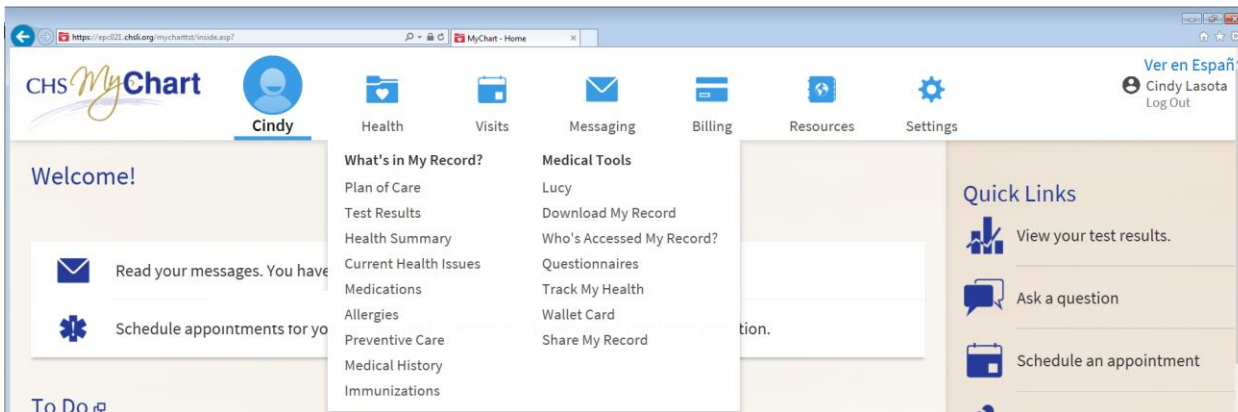 https://epc021.chsli.org/mycharttst/inside.asp?
MyChart - Home
CHS MyChart
Cindy
Health
Visits
Messaging
Billing
Resources
Settings
Ver en Españ
Cindy Lasota
Log Out
Welcome!
Read your messages. You have
Schedule appointments for yo
tion.
To Do
What's in My Record?
Plan of Care
Test Results
Health Summary
Current Health Issues
Medications
Allergies
Preventive Care
Medical History
Immunizations
Medical Tools
Lucy
Download My Record
Who's Accessed My Record?
Questionnaires
Track My Health
Wallet Card
Share My Record
Quick Links
View your test results.
Ask a question
Schedule an appointment